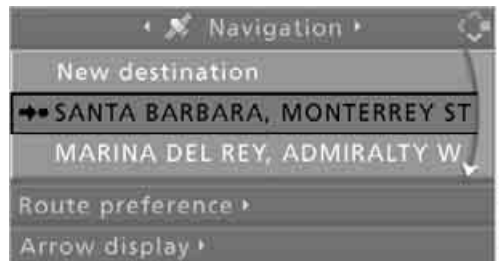 Navigation
New destination
SANTA BARBARA, MONTERREY ST
MARINA DEL REY, ADMIRALTY W
Route preference
Arrow display